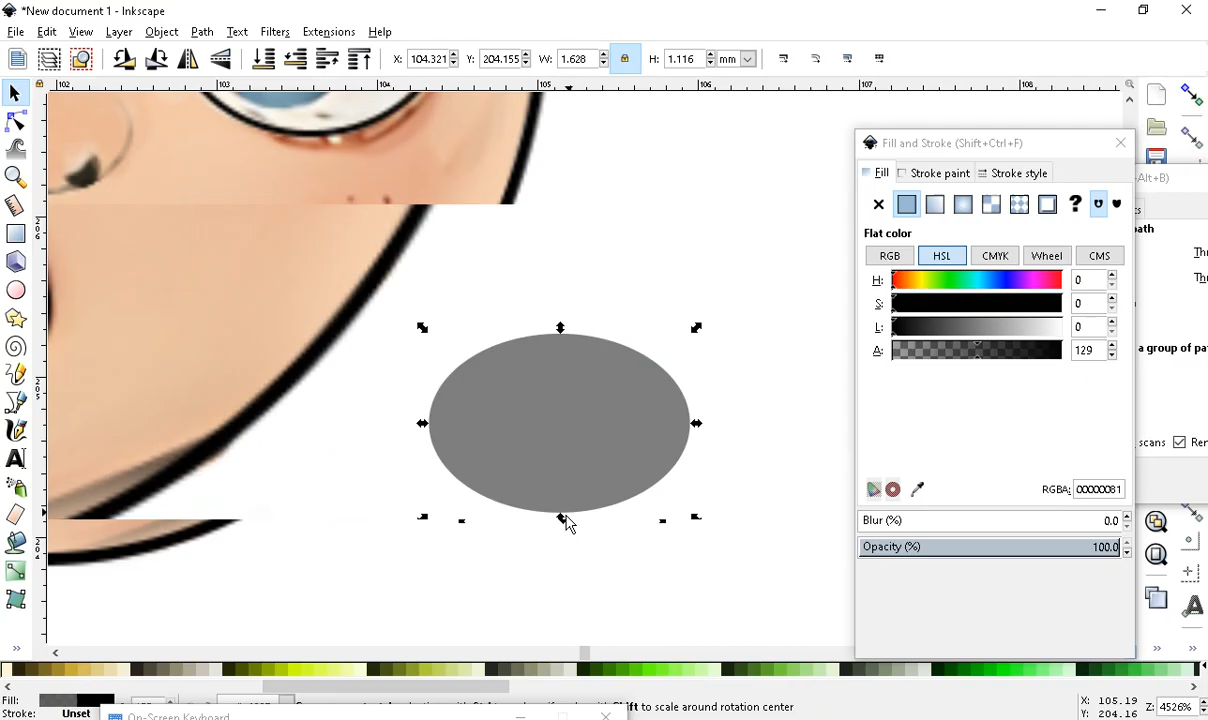 *New document 1 - Inkscape
File Edit View Layer Object Path Text Filters Extensions Help
X: 104.321 Y: 204.155 W: 1.628 H: 1.116 mm
102 103 104 105 106 107 108
Fill and Stroke (Shift+Ctrl+F)
Alt+B)
Fill Stroke paint Stroke style
?
Flat color
ath
RGB HSL CMYK Wheel CMS
H: 0
S: 0
L: 0
A: 129
a group of pa
scans Rer
RGBA: 00000081
Blur (%) 0.0
Opacity (%) 100.0
A
Fill:
Stroke: Unset
Shift to scale around rotation center
X: 105.19
Y: 204.16
Z: 4526%
On-Screen Keyboard